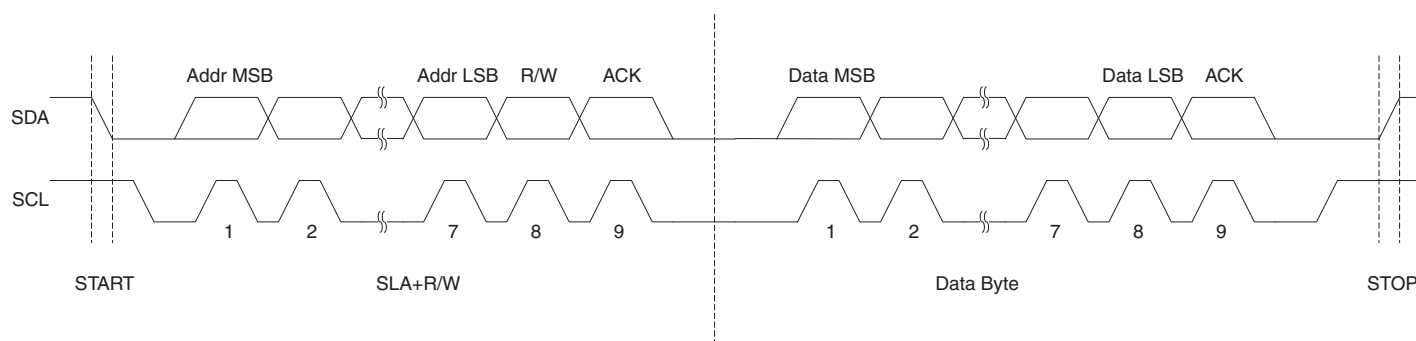 Addr MSB Addr LSB R/W ACK Data MSB Data LSB ACK
SDA
SCL
1 2 7 8 9 1 2 7 8 9
START SLA+R/W Data Byte STOP